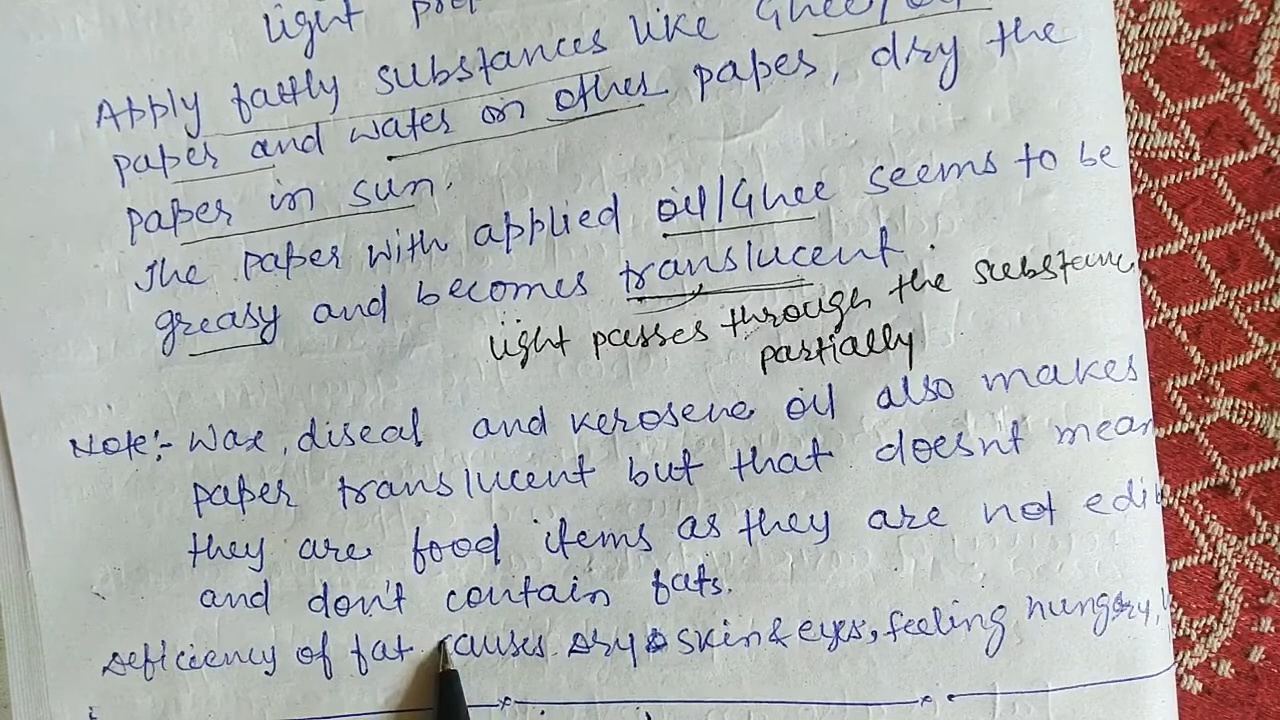 light
Apply fattly substances like Ghee/oil
paper and water on other paper, dry the
paper in sun.
The paper with applied oil/Ghee seems to be
greasy and becomes translucent.
light passes through the substance
partially
Note:- Wax, diseal and kerosene oil also makes
paper translucent but that doesnt mean
they are food items as they are not edi
and don't contain fats.
Deficiency of fat causes dry skin & eyes, feeling hungry,